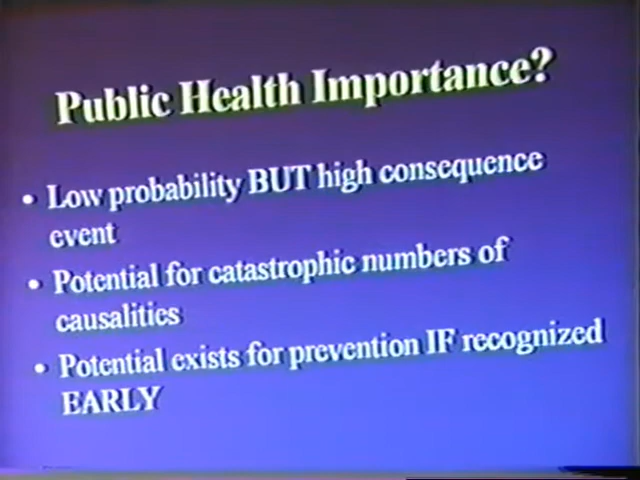 Public Health Importance?
• Low probability BUT high consequence
event
• Potential for catastrophic numbers of
causalities
• Potential exists for prevention IF recognized
EARLY